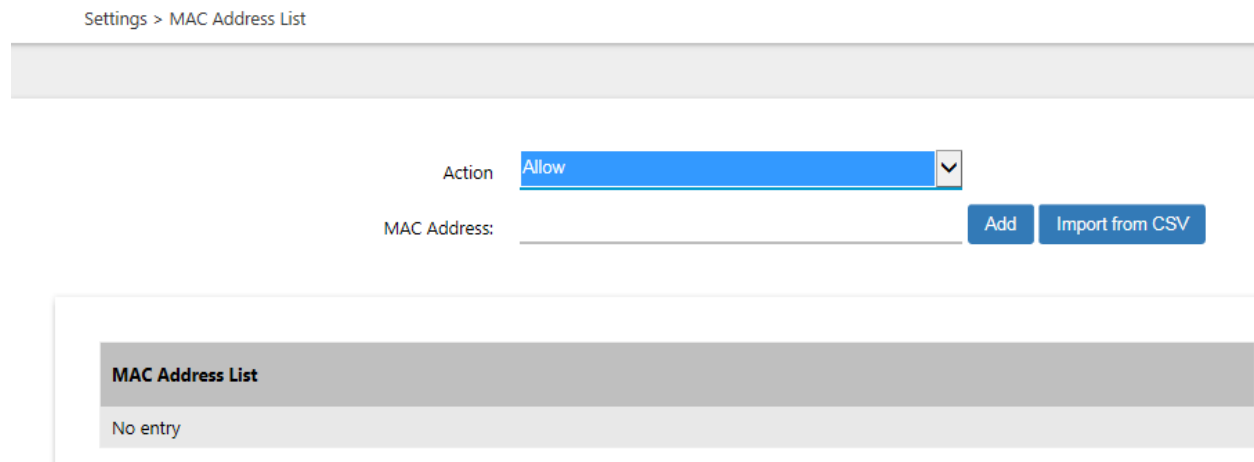 Settings > MAC Address List
Action Allow
MAC Address: Add Import from CSV
MAC Address List
No entry